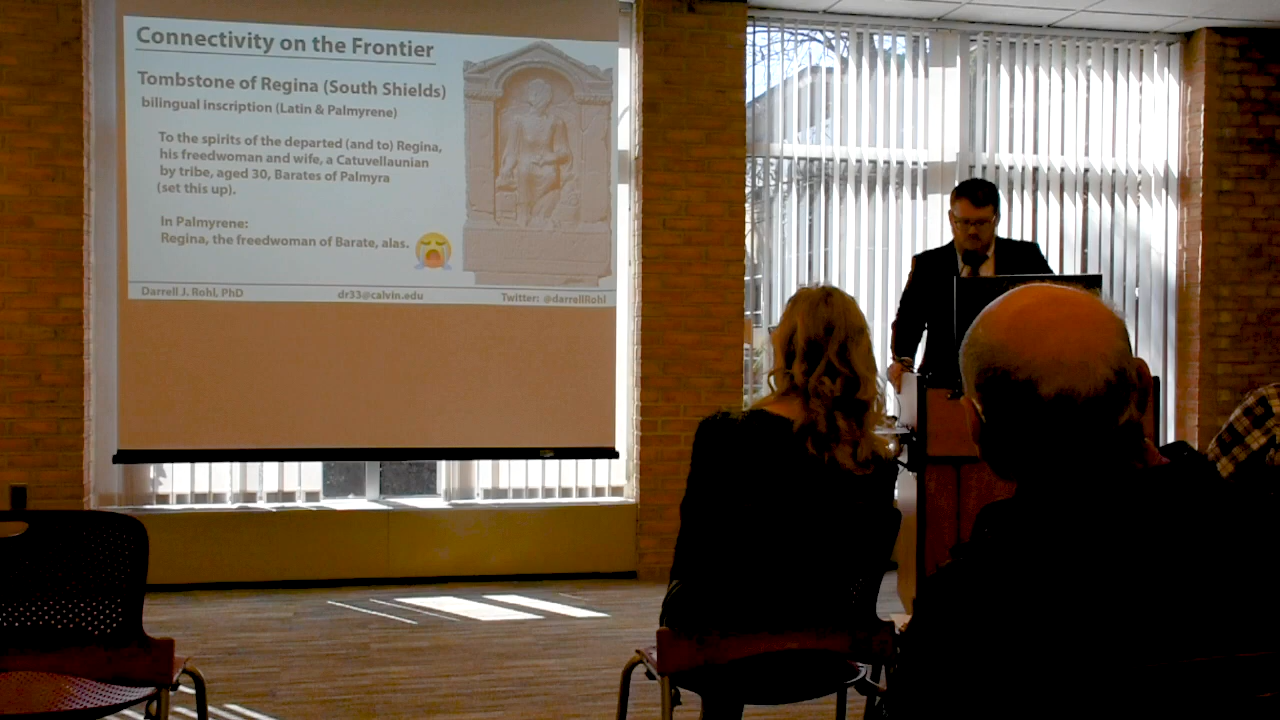 Connectivity on the Frontier
Tombstone of Regina (South Shields)
bilingual inscription (Latin & Palmyrene)
To the spirits of the departed (and to) Regina,
his freedwoman and wife, a Catuvellaunian
by tribe, aged 30, Barates of Palmyra
(set this up).
In Palmyrene:
Regina, the freedwoman of Barate, alas.
Darrell J. Rohl, PhD
dr33@calvin.edu
Twitter: @darrellRohl